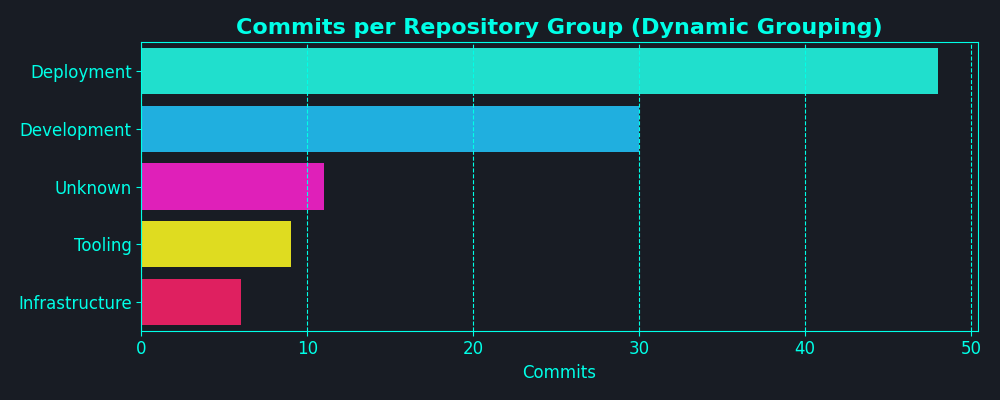 Commits per Repository Group (Dynamic Grouping)
Deployment
Development
Unknown
Tooling
Infrastructure
0 10 20 30 40 50
Commits